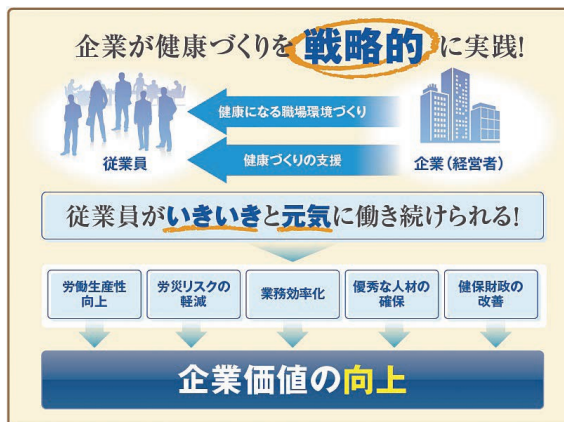 企業が健康づくりを戦略的に実践!
健康になる職場環境づくり
健康づくりの支援
従業員
企業(経営者)
従業員がいきいきと元気に働き続けられる!
労働生産性
向上
労災リスクの
軽減
業務効率化
優秀な人材の
確保
健保財政の
改善
企業価値の向上